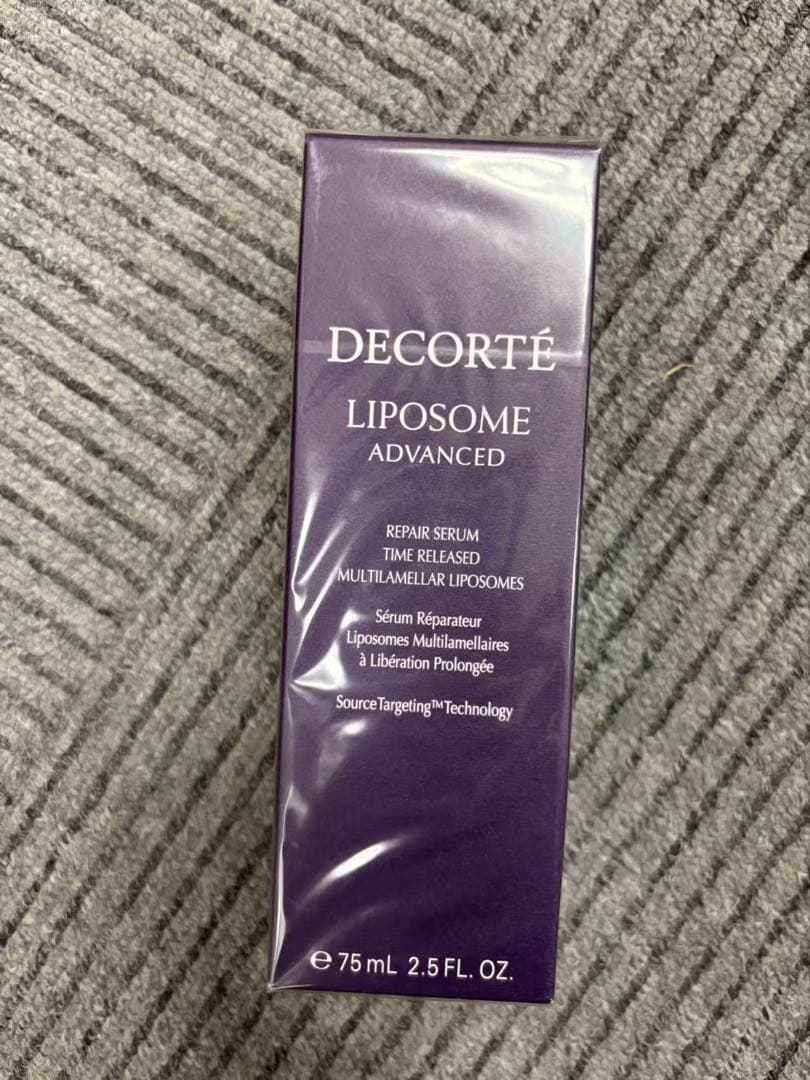 DECORTÉ
LIPOSOME
ADVANCED
REPAIR SERUM
TIME RELEASED
MULTILAMELLAR LIPOSOMES
Sérum Réparateur
Liposomes Multilamellaires
à Libération Prolongée
SourceTargeting™Technology
℮ 75 mL 2.5 FL. OZ.